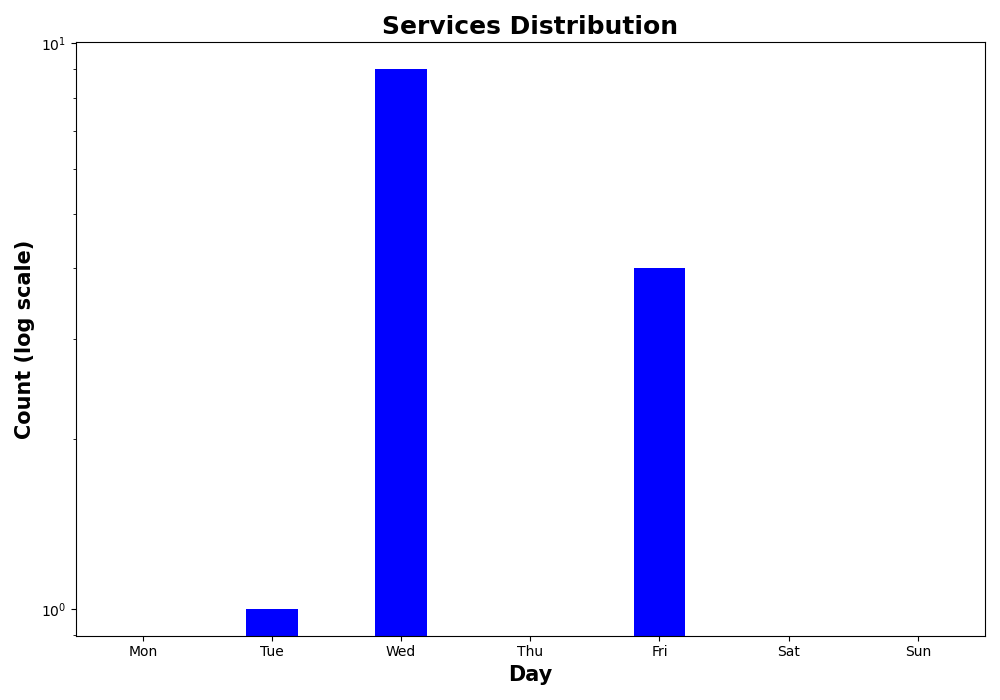 Services Distribution
10¹
Count (log scale)
10⁰
Mon Tue Wed Thu Fri Sat Sun
Day